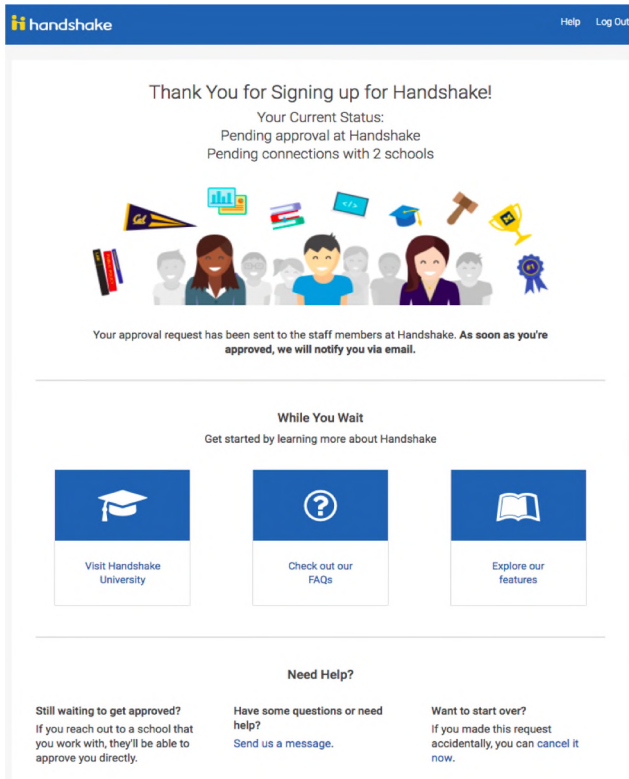 handshake
Help Log Out
Thank You for Signing up for Handshake!
Your Current Status:
Pending approval at Handshake
Pending connections with 2 schools
Cal
</>
#1
Your approval request has been sent to the staff members at Handshake. As soon as you're
approved, we will notify you via email.
While You Wait
Get started by learning more about Handshake
Visit Handshake
University
Check out our
FAQs
Explore our
features
Need Help?
Still waiting to get approved?
If you reach out to a school that
you work with, they'll be able to
approve you directly.
Have some questions or need
help?
Send us a message.
Want to start over?
If you made this request
accidentally, you can cancel it
now.